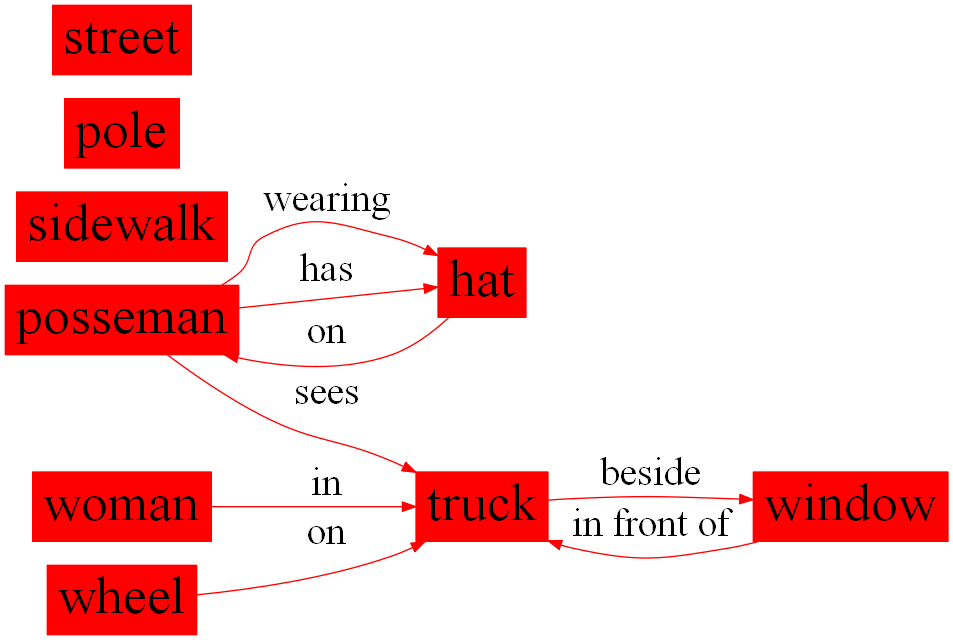 street
pole
sidewalk
wearing
has
hat
posseman
on
sees
woman
in
truck
beside
window
in front of
on
wheel